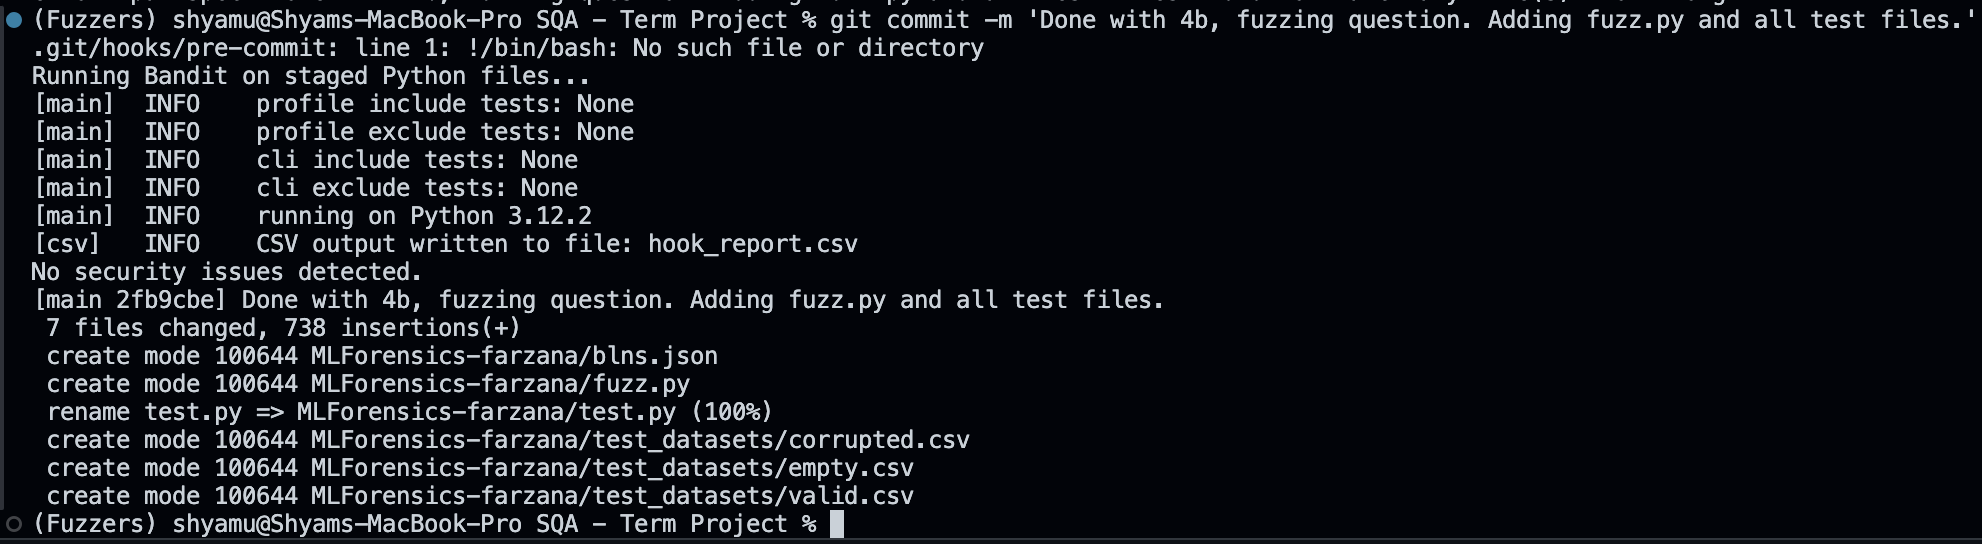 (Fuzzers) shyamu@Shyams-MacBook-Pro SQA - Term Project % git commit -m 'Done with 4b, fuzzing question. Adding fuzz.py and all test files.'
.git/hooks/pre-commit: line 1: !/bin/bash: No such file or directory
Running Bandit on staged Python files...
[main]  INFO    profile include tests: None
[main]  INFO    profile exclude tests: None
[main]  INFO    cli include tests: None
[main]  INFO    cli exclude tests: None
[main]  INFO    running on Python 3.12.2
[csv]   INFO    CSV output written to file: hook_report.csv
No security issues detected.
[main 2fb9cbe] Done with 4b, fuzzing question. Adding fuzz.py and all test files.
 7 files changed, 738 insertions(+)
 create mode 100644 MLForensics-farzana/blns.json
 create mode 100644 MLForensics-farzana/fuzz.py
 rename test.py => MLForensics-farzana/test.py (100%)
 create mode 100644 MLForensics-farzana/test_datasets/corrupted.csv
 create mode 100644 MLForensics-farzana/test_datasets/empty.csv
 create mode 100644 MLForensics-farzana/test_datasets/valid.csv
(Fuzzers) shyamu@Shyams-MacBook-Pro SQA - Term Project %